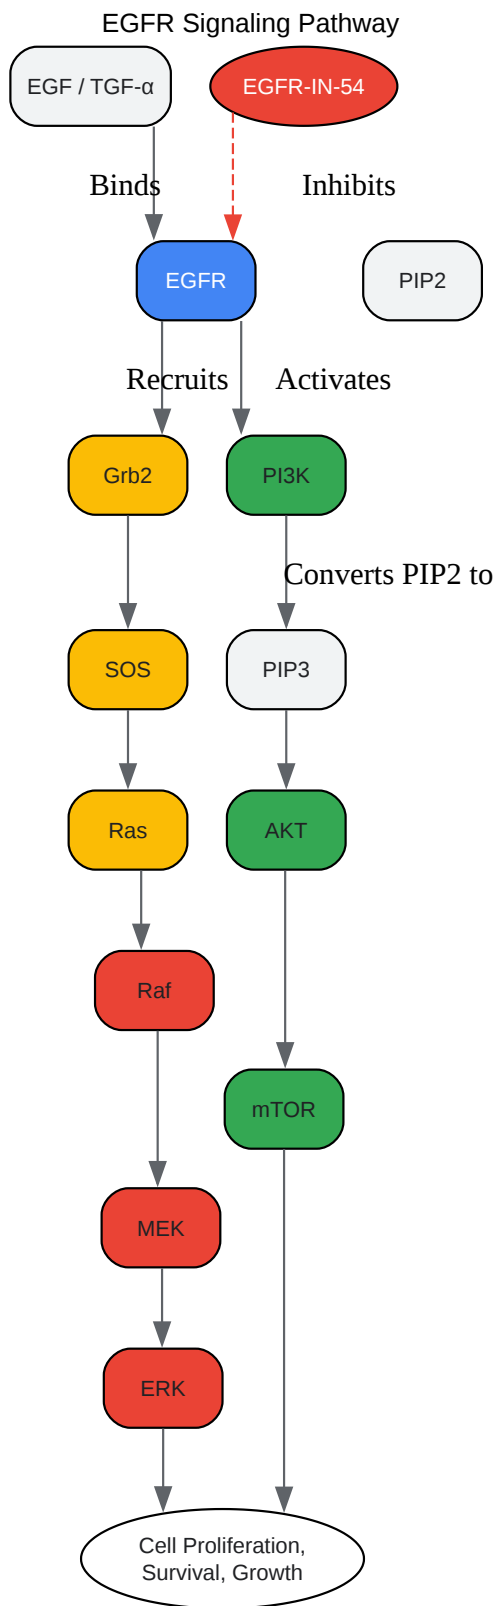 EGFR Signaling Pathway
EGF / TGF-α
EGFR-IN-54
Binds
Inhibits
EGFR
PIP2
Recruits
Activates
Grb2
PI3K
Converts PIP2 to
SOS
PIP3
Ras
AKT
Raf
mTOR
MEK
ERK
Cell Proliferation,
Survival, Growth